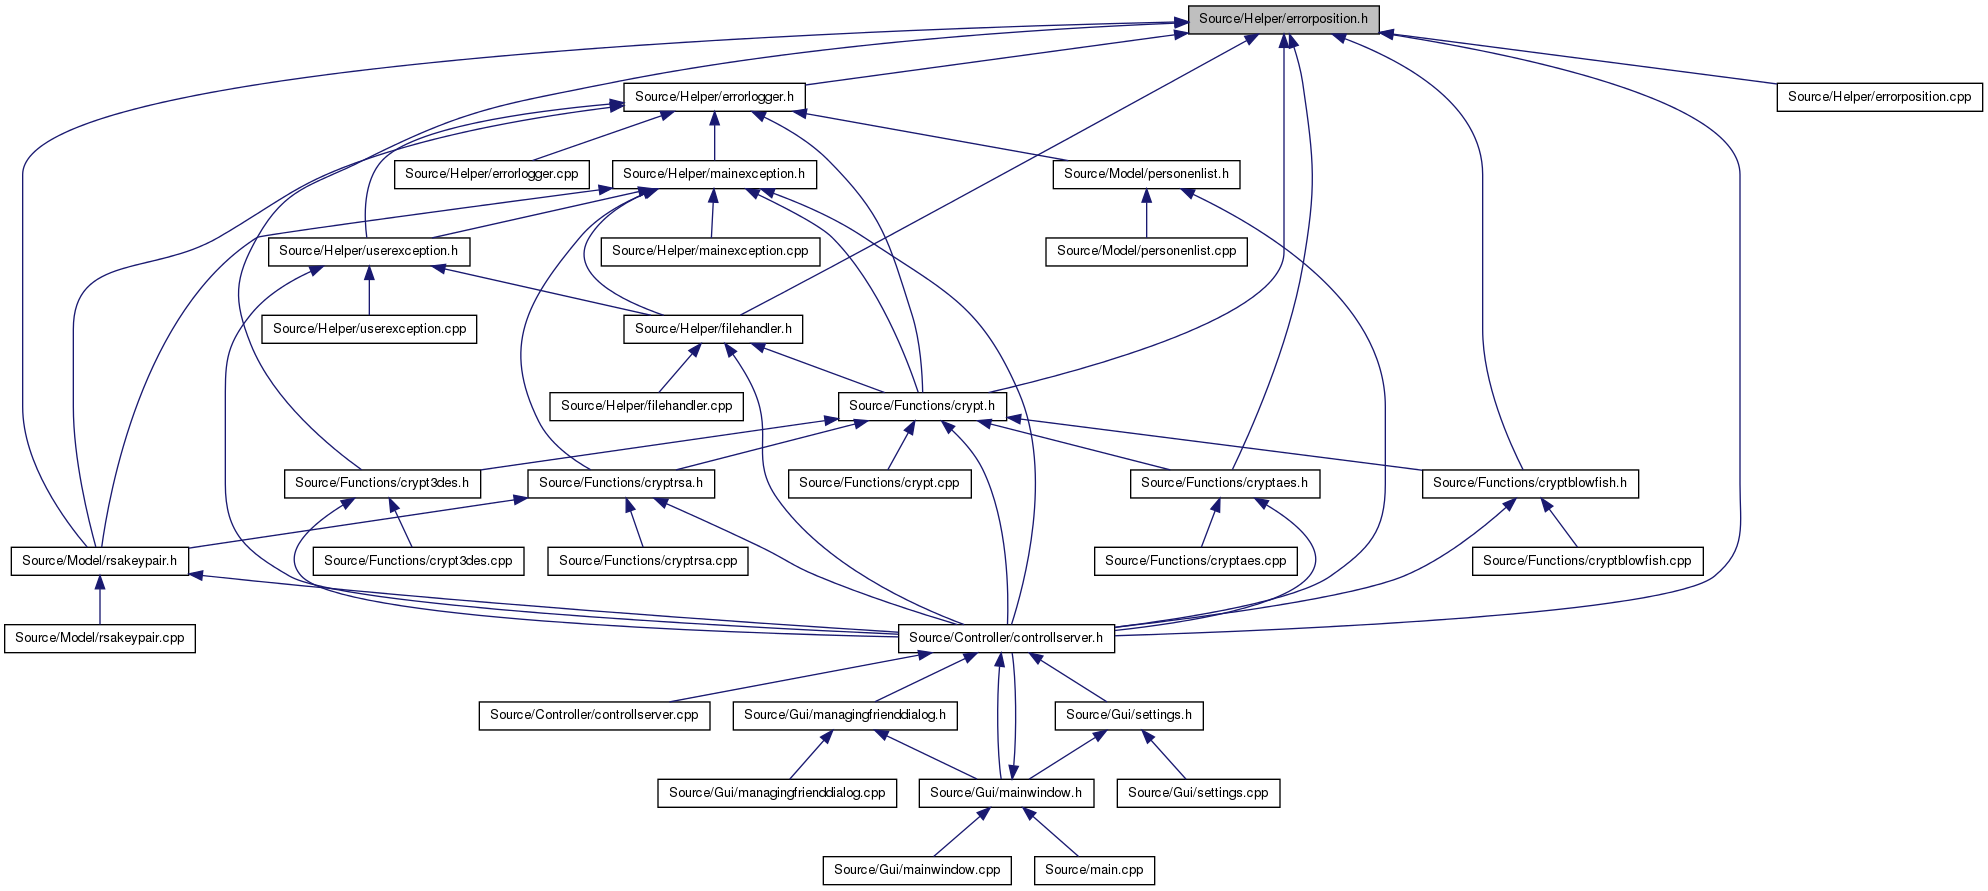 Source/Helper/errorposition.h
Source/Helper/errorlogger.h
Source/Helper/errorposition.cpp
Source/Helper/errorlogger.cpp
Source/Helper/mainexception.h
Source/Model/personenlist.h
Source/Helper/userexception.h
Source/Helper/mainexception.cpp
Source/Model/personenlist.cpp
Source/Helper/userexception.cpp
Source/Helper/filehandler.h
Source/Helper/filehandler.cpp
Source/Functions/crypt.h
Source/Functions/crypt3des.h
Source/Functions/cryptrsa.h
Source/Functions/crypt.cpp
Source/Functions/cryptaes.h
Source/Functions/cryptblowfish.h
Source/Model/rsakeypair.h
Source/Functions/crypt3des.cpp
Source/Functions/cryptrsa.cpp
Source/Functions/cryptaes.cpp
Source/Functions/cryptblowfish.cpp
Source/Model/rsakeypair.cpp
Source/Controller/controllserver.h
Source/Controller/controllserver.cpp
Source/Gui/managingfrienddialog.h
Source/Gui/settings.h
Source/Gui/managingfrienddialog.cpp
Source/Gui/mainwindow.h
Source/Gui/settings.cpp
Source/Gui/mainwindow.cpp
Source/main.cpp